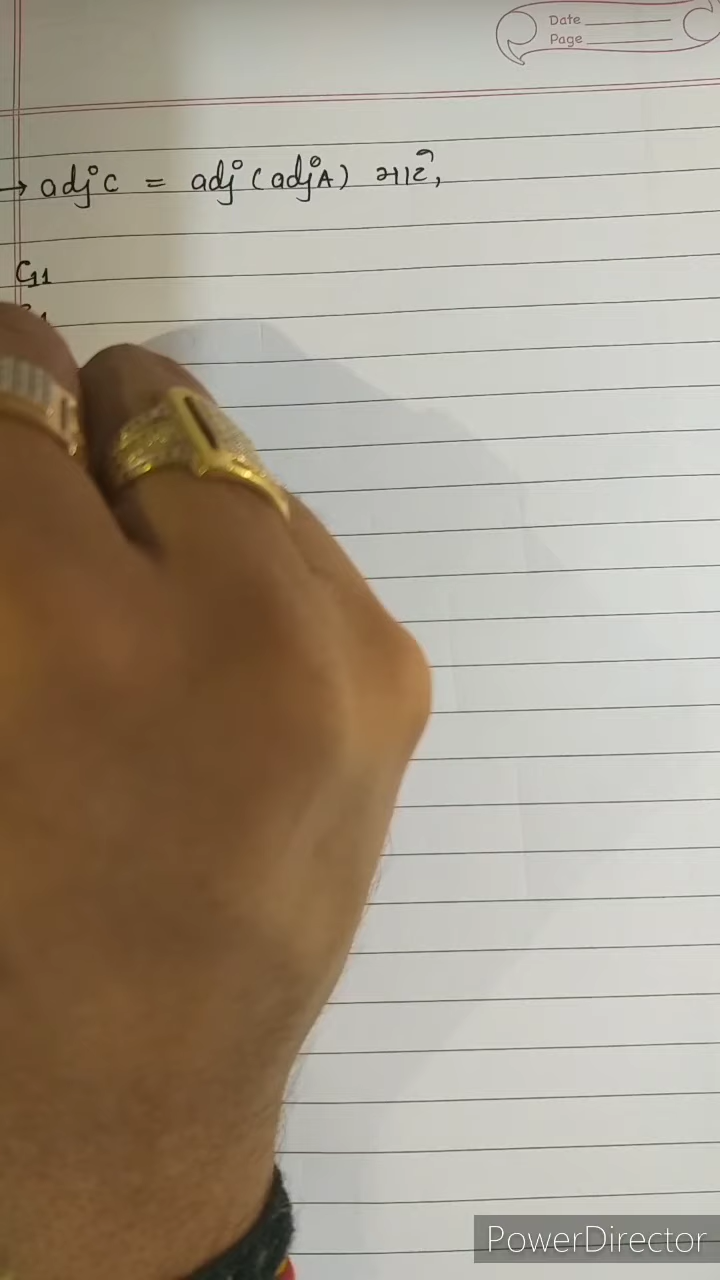 Date
Page
→ adj C = adj (adj A) માટે,
C11
PowerDirector